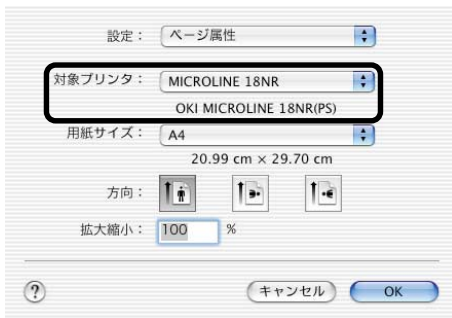 設定： ページ属性
対象プリンタ： MICROLINE 18NR
OKI MICROLINE 18NR(PS)
用紙サイズ： A4
20.99 cm × 29.70 cm
方向：
拡大縮小： 100 %
? キャンセル OK